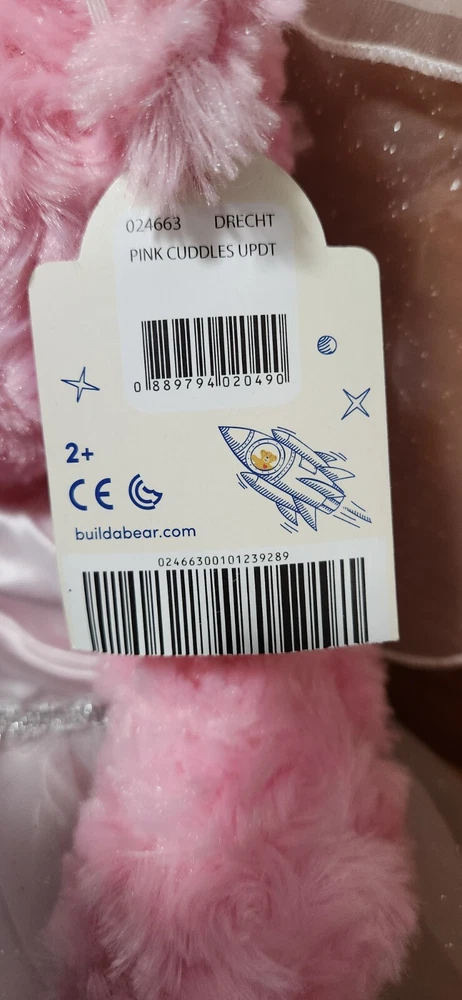 024663 DRECHT
PINK CUDDLES UPDT
0 889794 020490
2+
CE
buildabear.com
02466300101239289